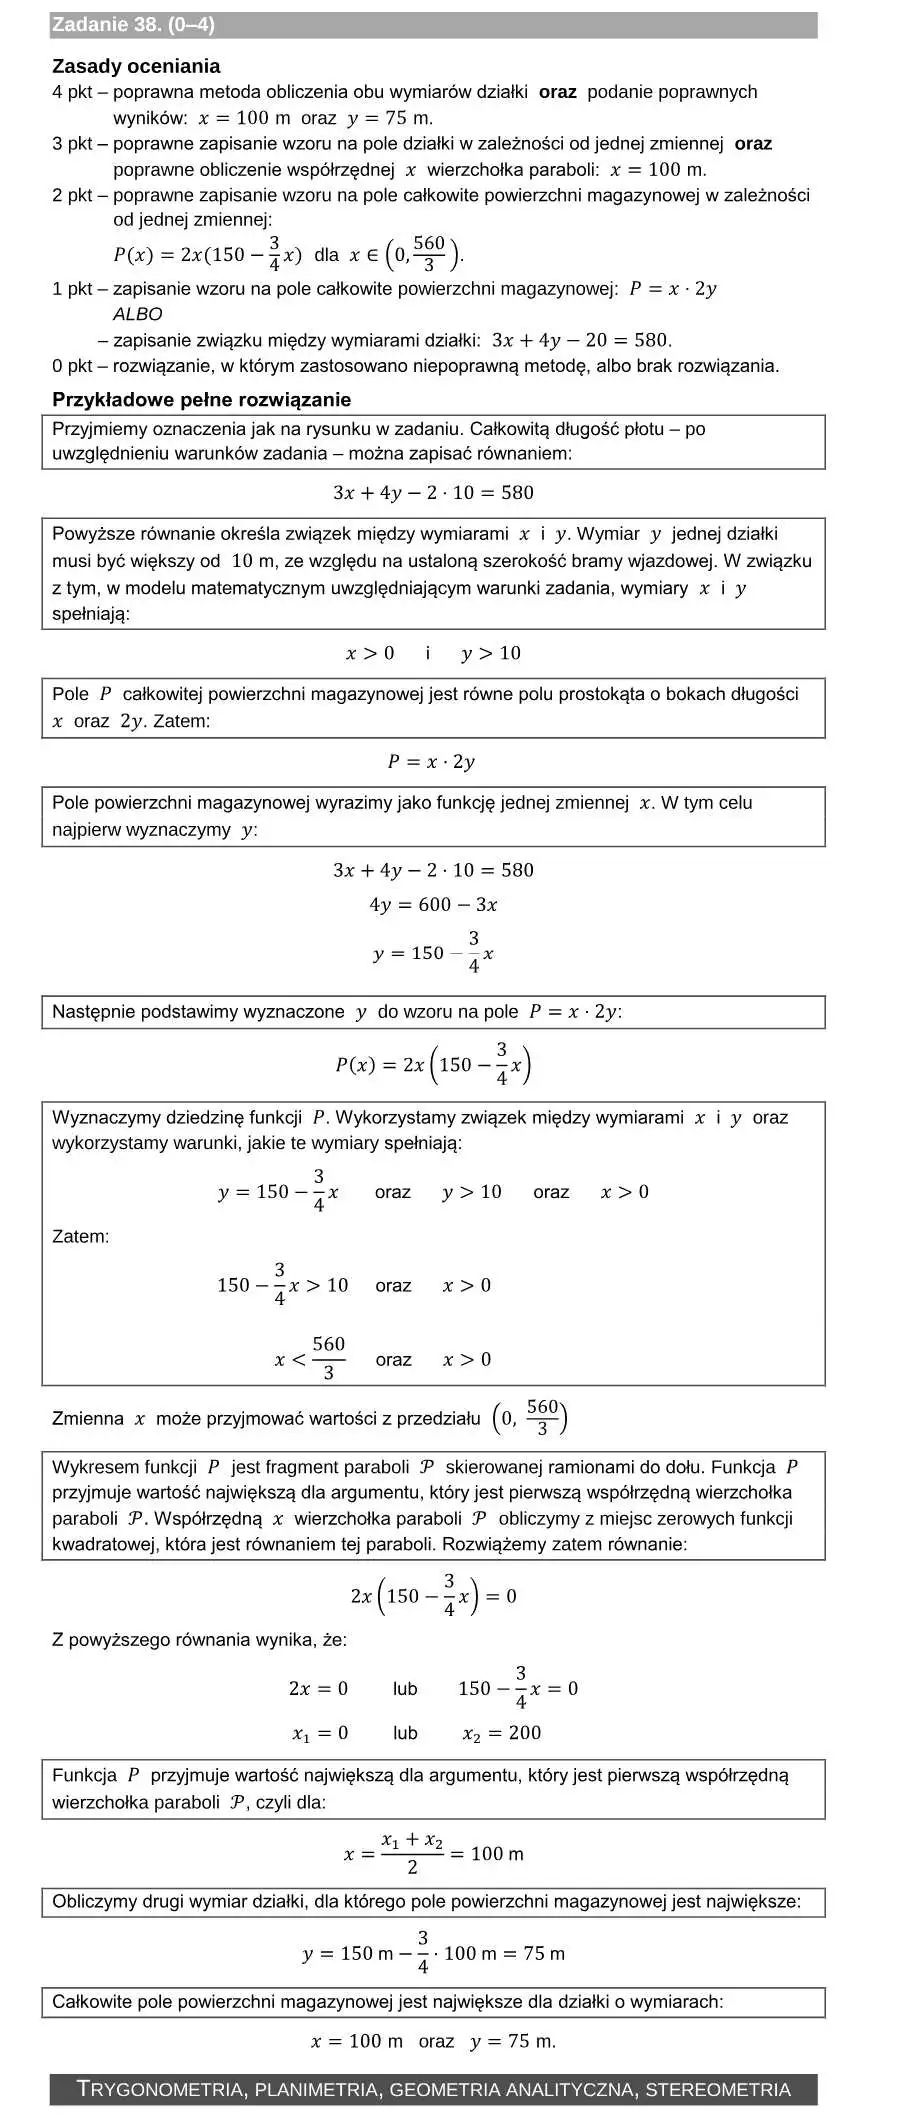 Zadanie 38. (0–4)
Zasady oceniania
4 pkt – poprawna metoda obliczenia obu wymiarów działki oraz podanie poprawnych
wyników: x = 100 m oraz y = 75 m.
3 pkt – poprawne zapisanie wzoru na pole działki w zależności od jednej zmiennej oraz
poprawne obliczenie współrzędnej x wierzchołka paraboli: x = 100 m.
2 pkt – poprawne zapisanie wzoru na pole całkowite powierzchni magazynowej w zależności
od jednej zmiennej:
P(x) = 2x(150 − 3/4 x) dla x ∈ (0, 560/3).
1 pkt – zapisanie wzoru na pole całkowite powierzchni magazynowej: P = x · 2y
ALBO
– zapisanie związku między wymiarami działki: 3x + 4y − 20 = 580.
0 pkt – rozwiązanie, w którym zastosowano niepoprawną metodę, albo brak rozwiązania.
Przykładowe pełne rozwiązanie
Przyjmiemy oznaczenia jak na rysunku w zadaniu. Całkowitą długość płotu – po
uwzględnieniu warunków zadania – można zapisać równaniem:
3x + 4y − 2 · 10 = 580
Powyższe równanie określa związek między wymiarami x i y. Wymiar y jednej działki
musi być większy od 10 m, ze względu na ustaloną szerokość bramy wjazdowej. W związku
z tym, w modelu matematycznym uwzględniającym warunki zadania, wymiary x i y
spełniają:
x > 0 i y > 10
Pole P całkowitej powierzchni magazynowej jest równe polu prostokąta o bokach długości
x oraz 2y. Zatem:
P = x · 2y
Pole powierzchni magazynowej wyrazimy jako funkcję jednej zmiennej x. W tym celu
najpierw wyznaczymy y:
3x + 4y − 2 · 10 = 580
4y = 600 − 3x
y = 150 − 3/4 x
Następnie podstawimy wyznaczone y do wzoru na pole P = x · 2y:
P(x) = 2x(150 − 3/4 x)
Wyznaczymy dziedzinę funkcji P. Wykorzystamy związek między wymiarami x i y oraz
wykorzystamy warunki, jakie te wymiary spełniają:
y = 150 − 3/4 x oraz y > 10 oraz x > 0
Zatem:
150 − 3/4 x > 10 oraz x > 0
x < 560/3 oraz x > 0
Zmienna x może przyjmować wartości z przedziału (0, 560/3)
Wykresem funkcji P jest fragment paraboli 𝒫 skierowanej ramionami do dołu. Funkcja P
przyjmuje wartość największą dla argumentu, który jest pierwszą współrzędną wierzchołka
paraboli 𝒫. Współrzędną x wierzchołka paraboli 𝒫 obliczymy z miejsc zerowych funkcji
kwadratowej, która jest równaniem tej paraboli. Rozwiążemy zatem równanie:
2x(150 − 3/4 x) = 0
Z powyższego równania wynika, że:
2x = 0 lub 150 − 3/4 x = 0
x₁ = 0 lub x₂ = 200
Funkcja P przyjmuje wartość największą dla argumentu, który jest pierwszą współrzędną
wierzchołka paraboli 𝒫, czyli dla:
x = (x₁ + x₂)/2 = 100 m
Obliczymy drugi wymiar działki, dla którego pole powierzchni magazynowej jest największe:
y = 150 m − 3/4 · 100 m = 75 m
Całkowite pole powierzchni magazynowej jest największe dla działki o wymiarach:
x = 100 m oraz y = 75 m.
TRYGONOMETRIA, PLANIMETRIA, GEOMETRIA ANALITYCZNA, STEREOMETRIA